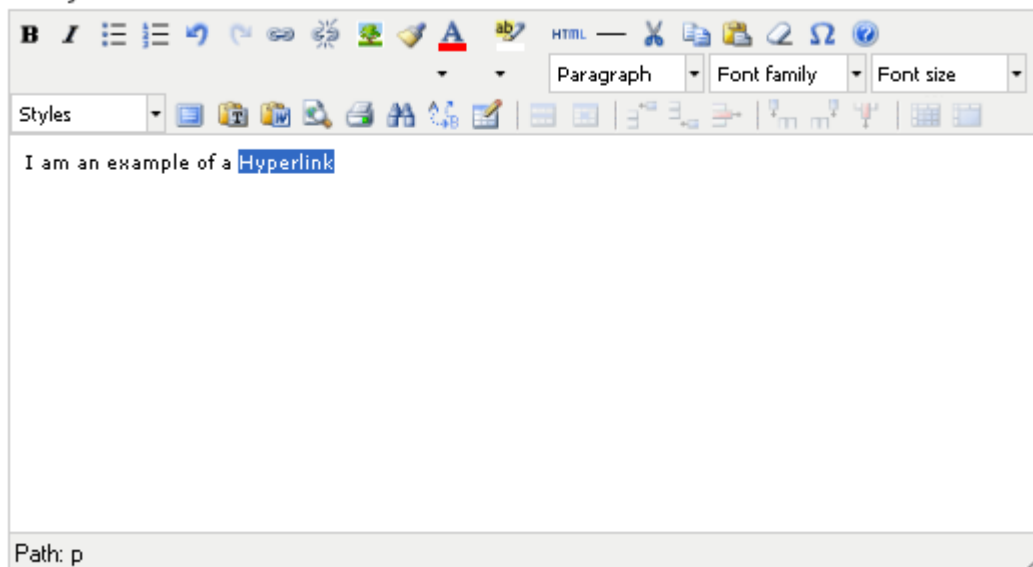 B I HTML
Paragraph Font family Font size
Styles
I am an example of a Hyperlink
Path: p